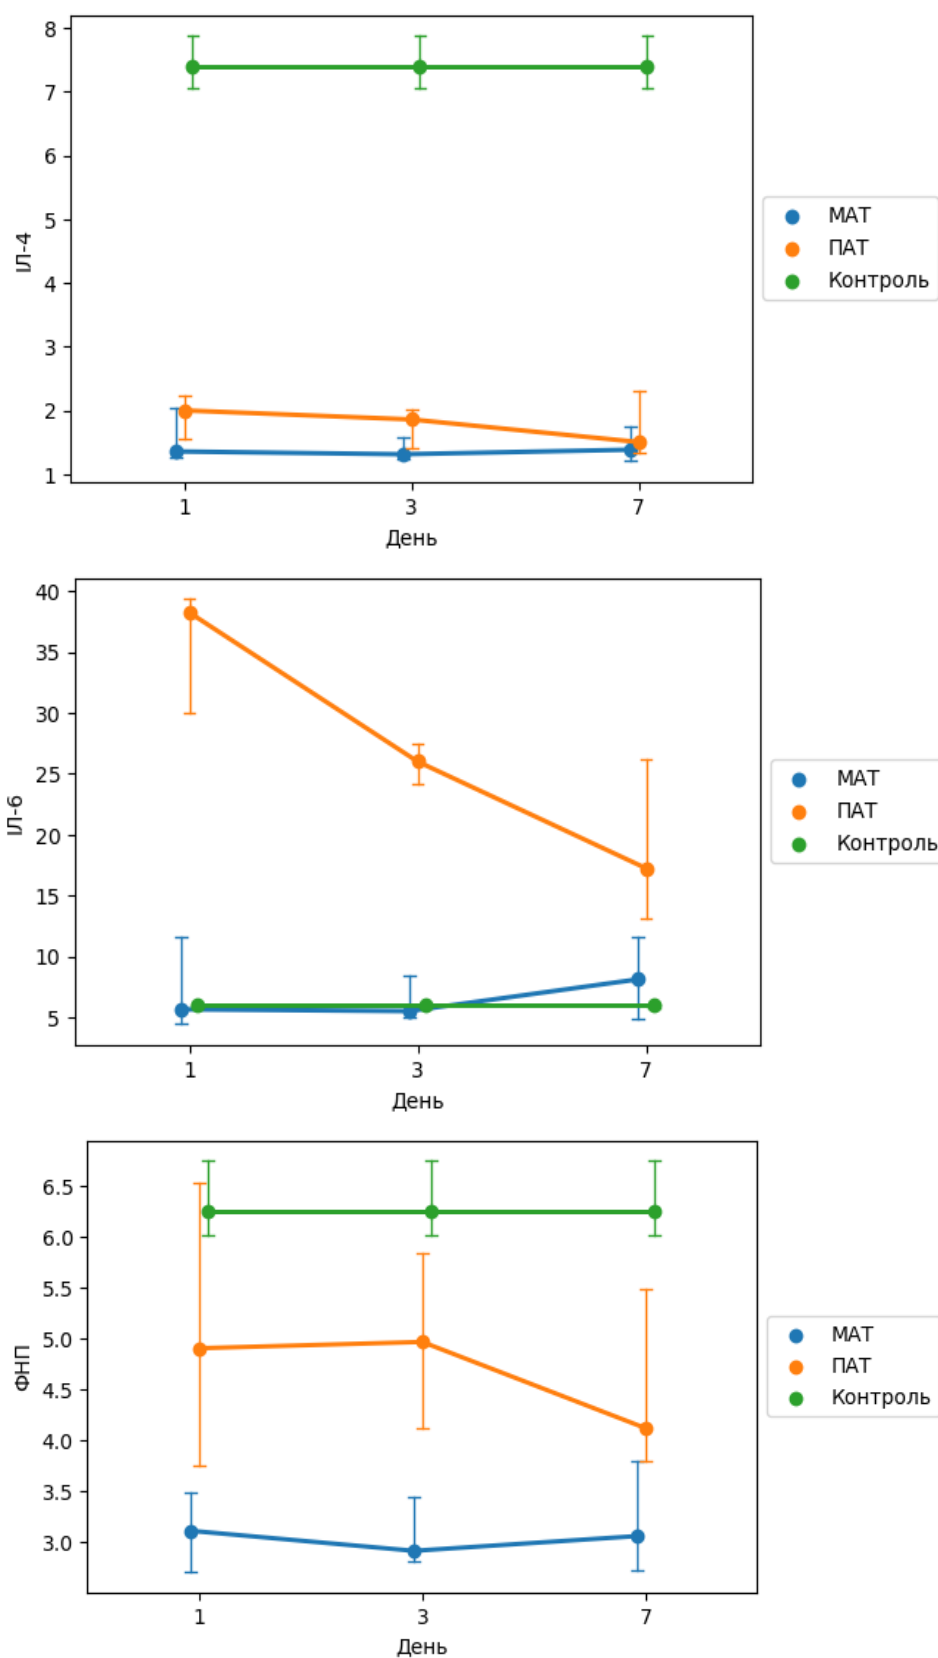 8
7
6
5
4
3
2
1
ІЛ-4
1 3 7
День
МАТ
ПАТ
Контроль
40
35
30
25
20
15
10
5
ІЛ-6
1 3 7
День
МАТ
ПАТ
Контроль
6.5
6.0
5.5
5.0
4.5
4.0
3.5
3.0
ФНП
1 3 7
День
МАТ
ПАТ
Контроль